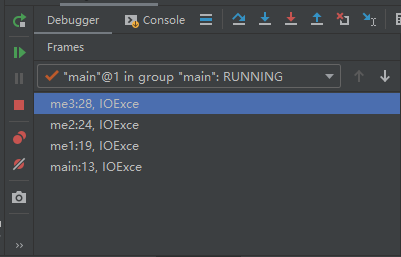 Debugger Console
Frames
"main"@1 in group "main": RUNNING
me3:28, IOExce
me2:24, IOExce
me1:19, IOExce
main:13, IOExce